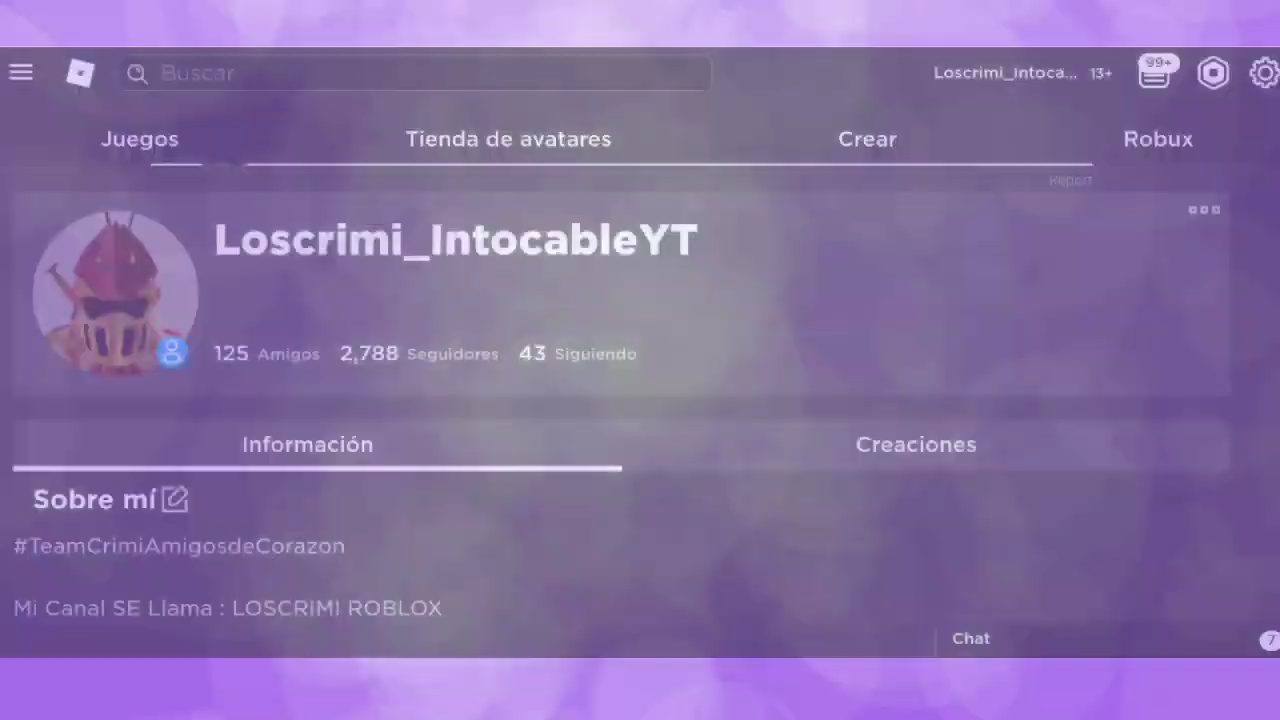 Buscar
Loscrimi_Intoca... 13+
99+
Juegos
Tienda de avatares
Crear
Robux
Report
Loscrimi_IntocableYT
125 Amigos 2,788 Seguidores 43 Siguiendo
Información
Creaciones
Sobre mí
#TeamCrimiAmigosdeCorazon
Mi Canal SE Llama : LOSCRIMI ROBLOX
Chat
7